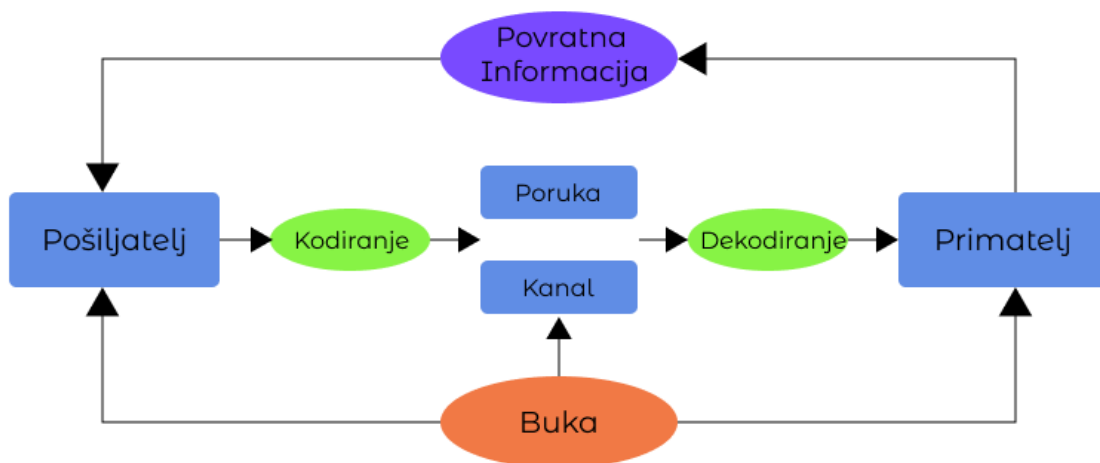 Povratna
Informacija
Poruka
Pošiljatelj
Kodiranje
Dekodiranje
Primatelj
Kanal
Buka